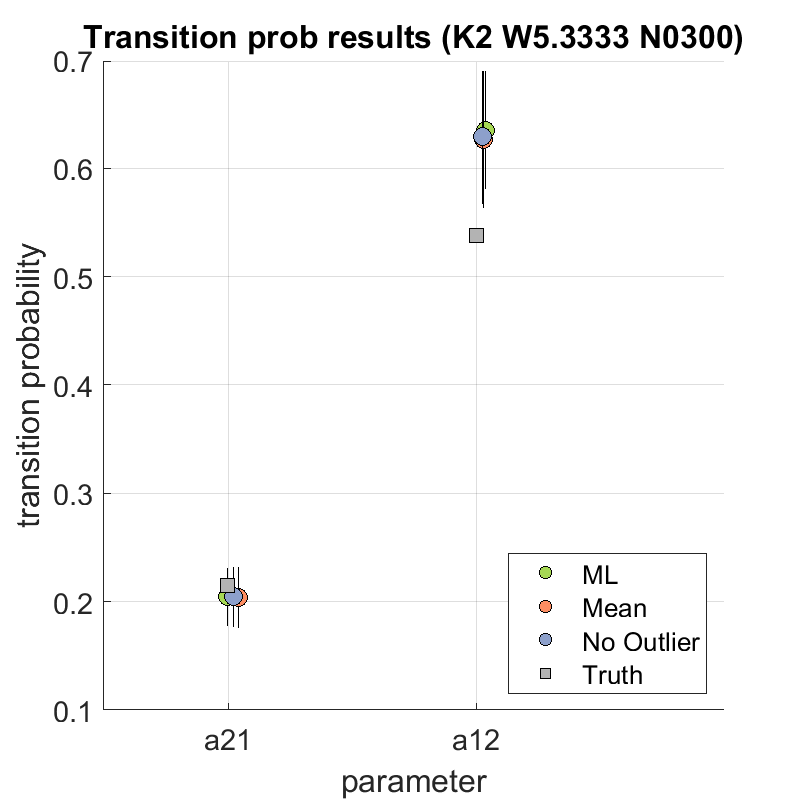 Transition prob results (K2 W5.3333 N0300)
0.7
0.6
0.5
0.4
0.3
0.2
0.1
transition probability
a21
a12
parameter
ML
Mean
No Outlier
Truth